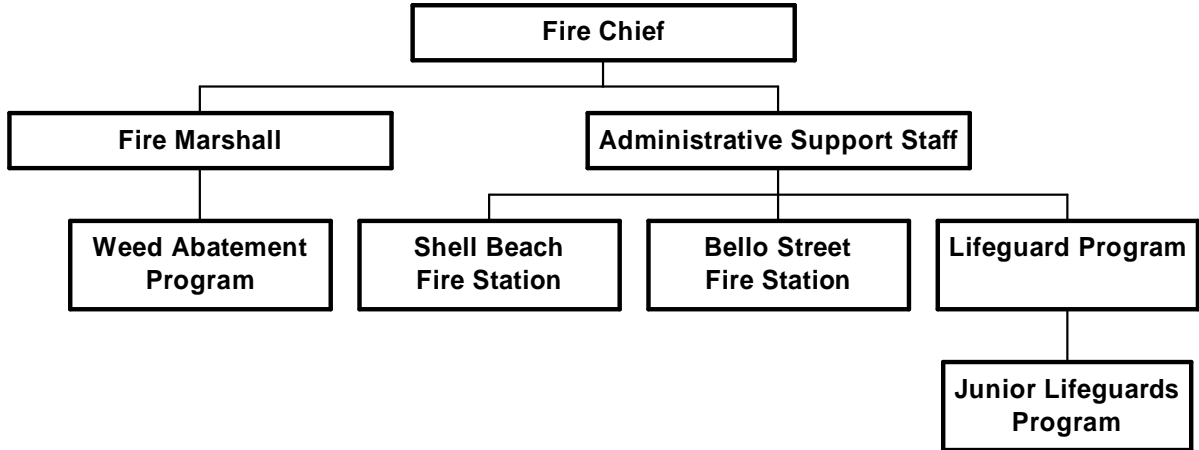 Fire Chief
Fire Marshall
Administrative Support Staff
Weed Abatement
Program
Shell Beach
Fire Station
Bello Street
Fire Station
Lifeguard Program
Junior Lifeguards
Program